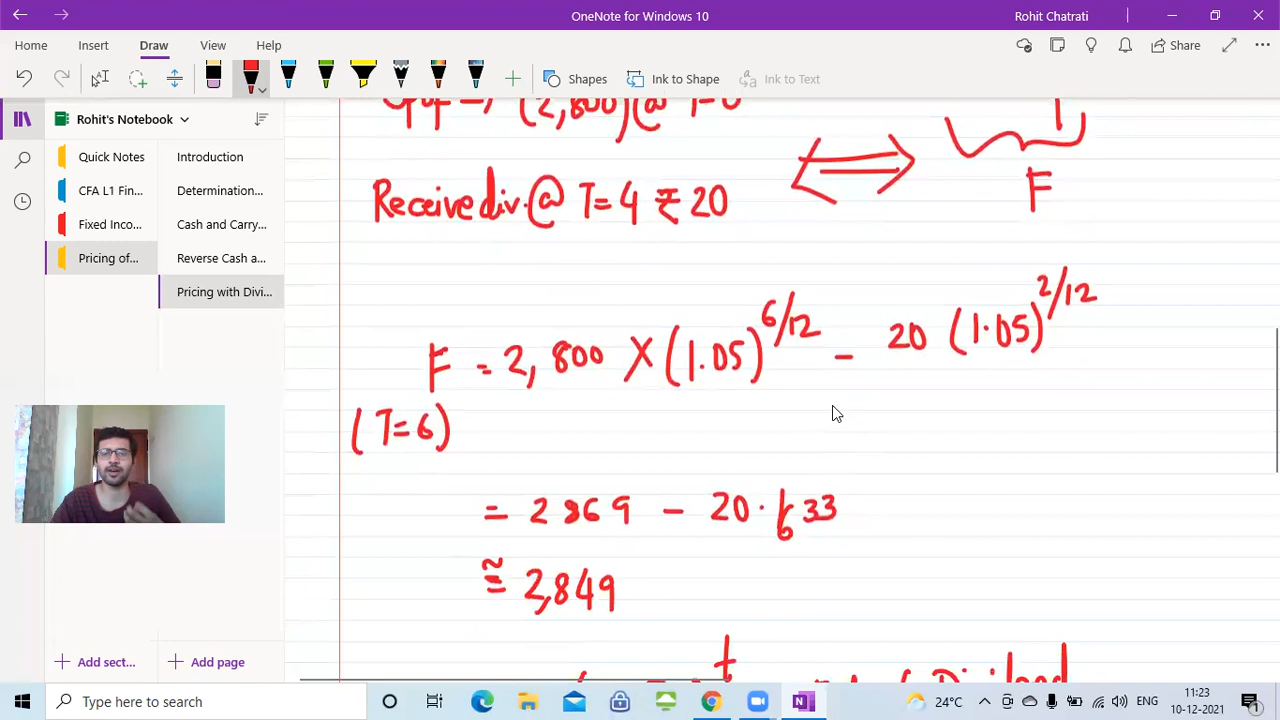 OneNote for Windows 10
Rohit Chatrati
Home Insert Draw View Help
Share
Shapes
Ink to Shape
Ink to Text
Rohit's Notebook
Quick Notes
CFA L1 Fin...
Fixed Inco...
Pricing of...
Introduction
Determination...
Cash and Carry...
Reverse Cash a...
Pricing with Divi...
(2,800) @ T=0
Receive div. @ T=4 ₹ 20
F
F = 2,800 X (1.05)^6/12 - 20 (1.05)^2/12
(T=6)
= 2869 - 20.
≅ 2,849
Add sect...
Add page
Type here to search
24°C
ENG
11:23
10-12-2021